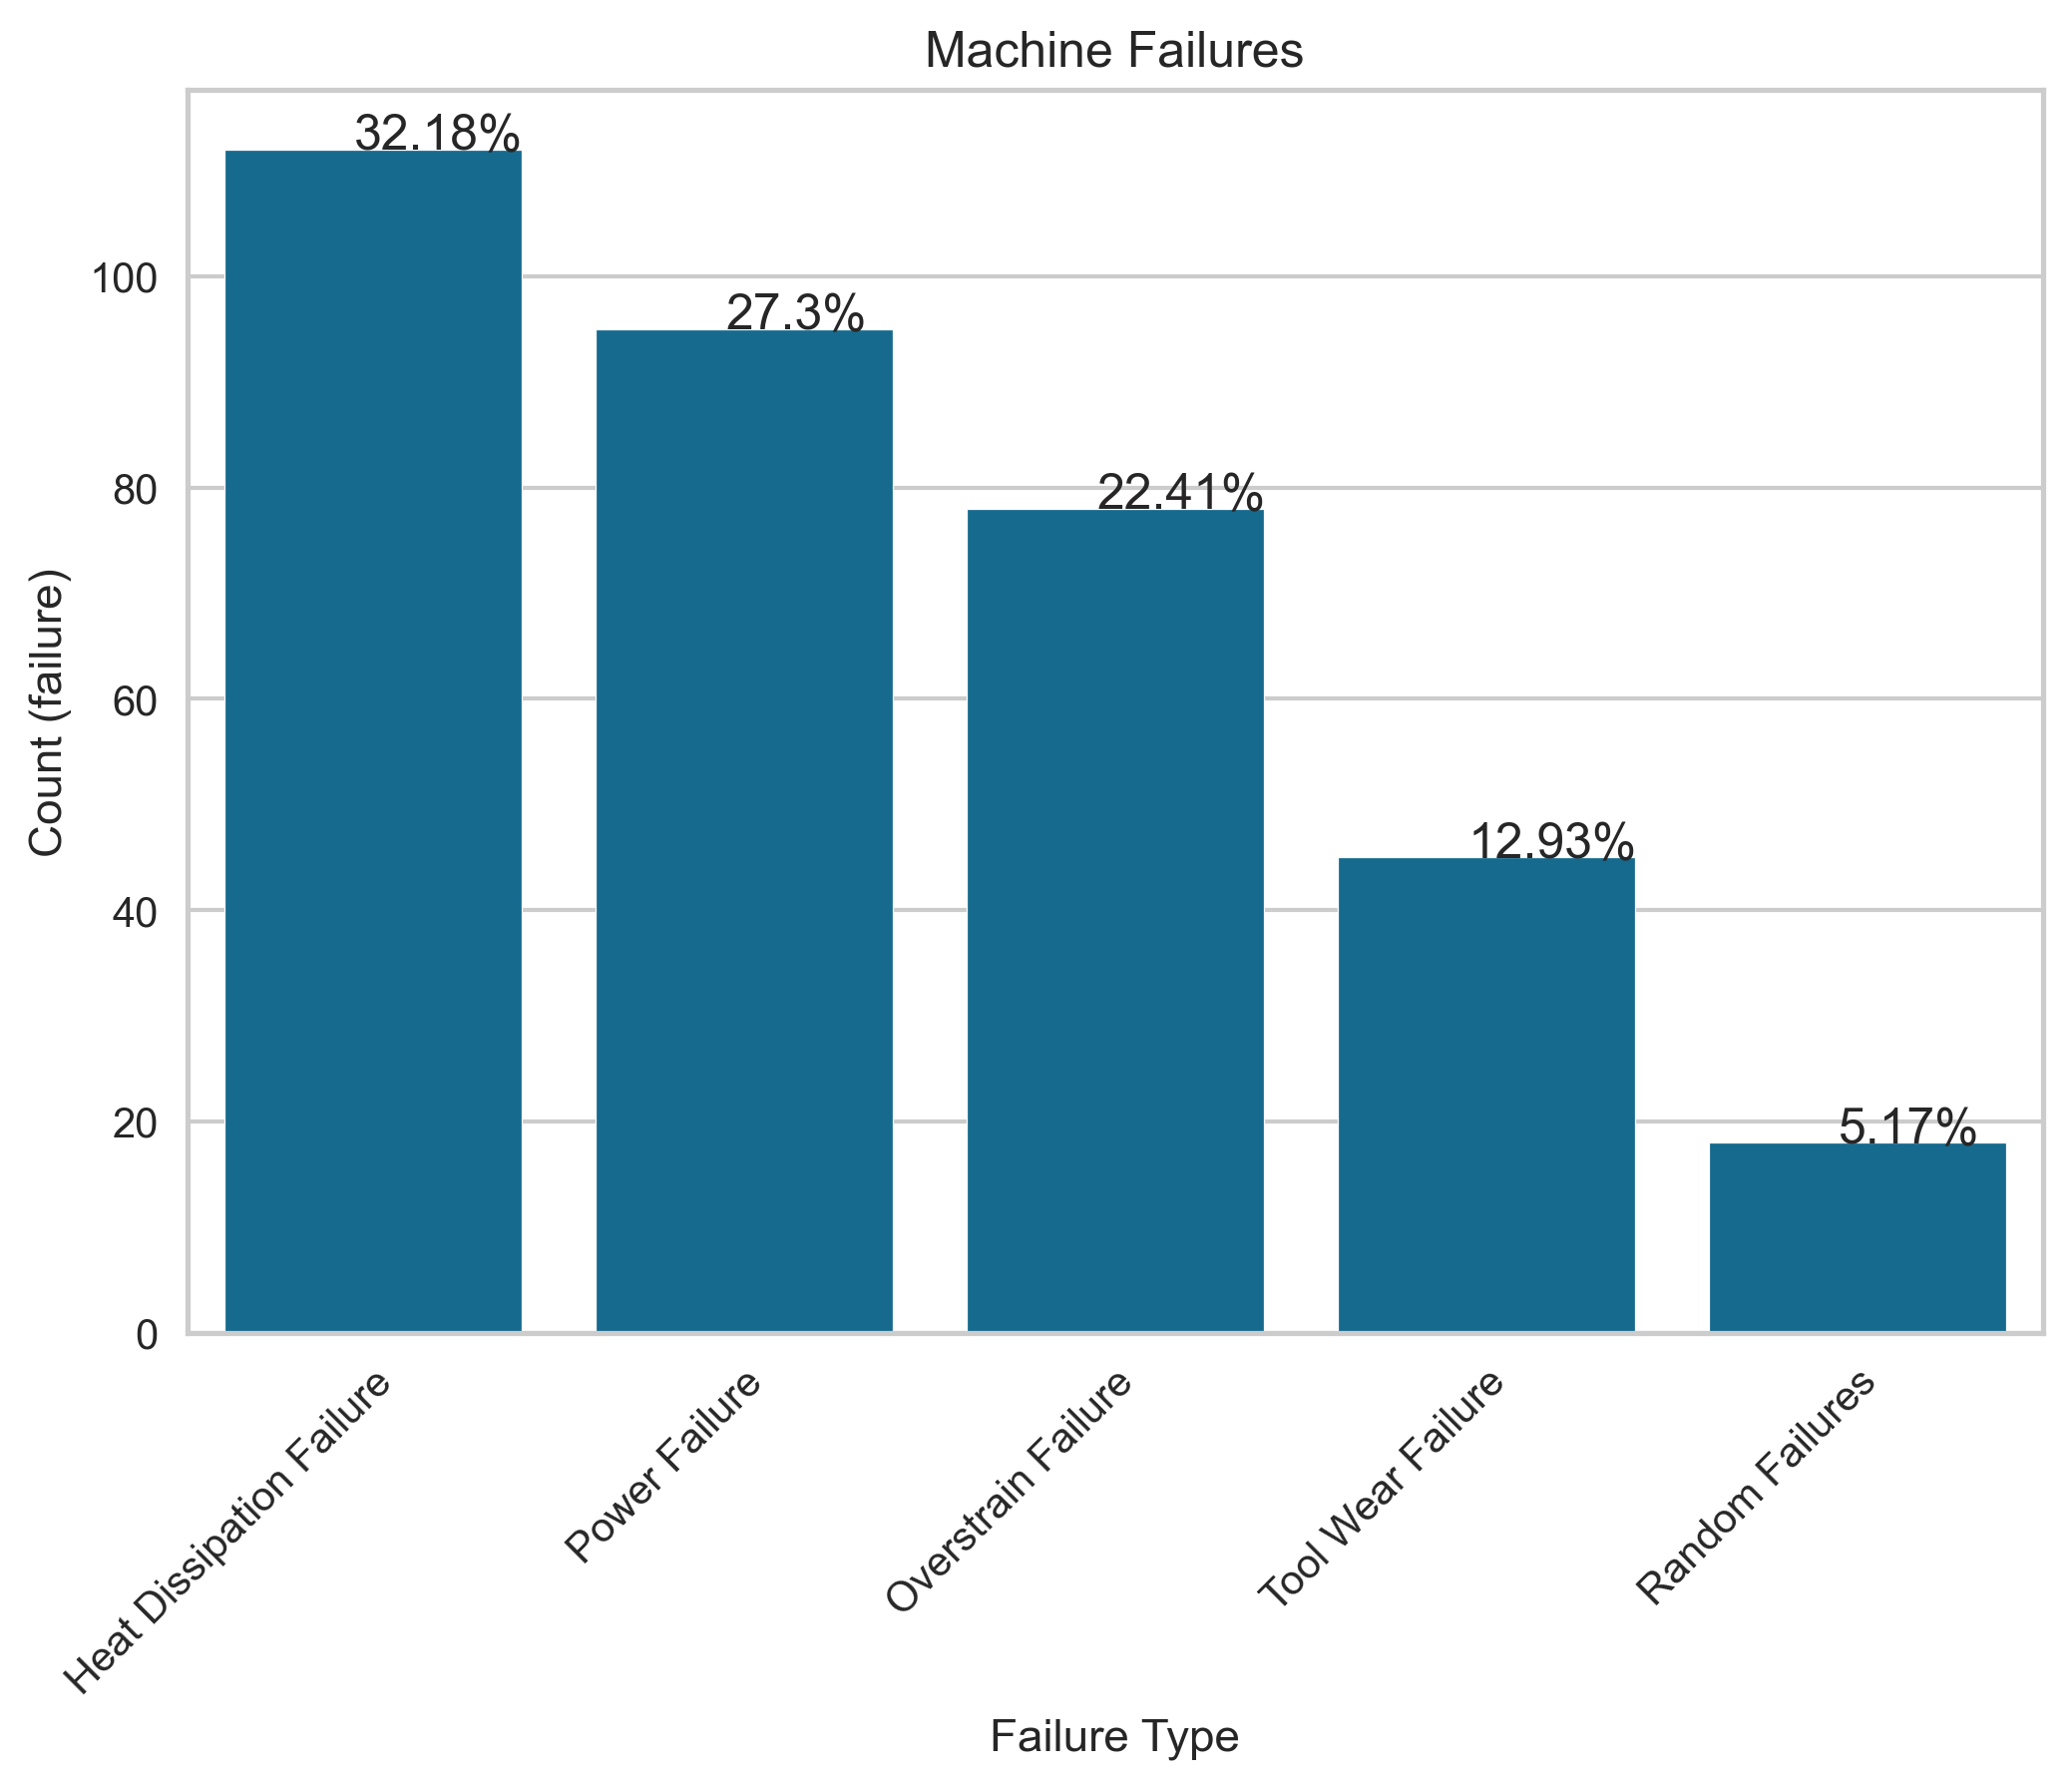 Machine Failures
32.18%
27.3%
22.41%
12.93%
5.17%
100
80
60
40
20
0
Count (failure)
Heat Dissipation Failure
Power Failure
Overstrain Failure
Tool Wear Failure
Random Failures
Failure Type